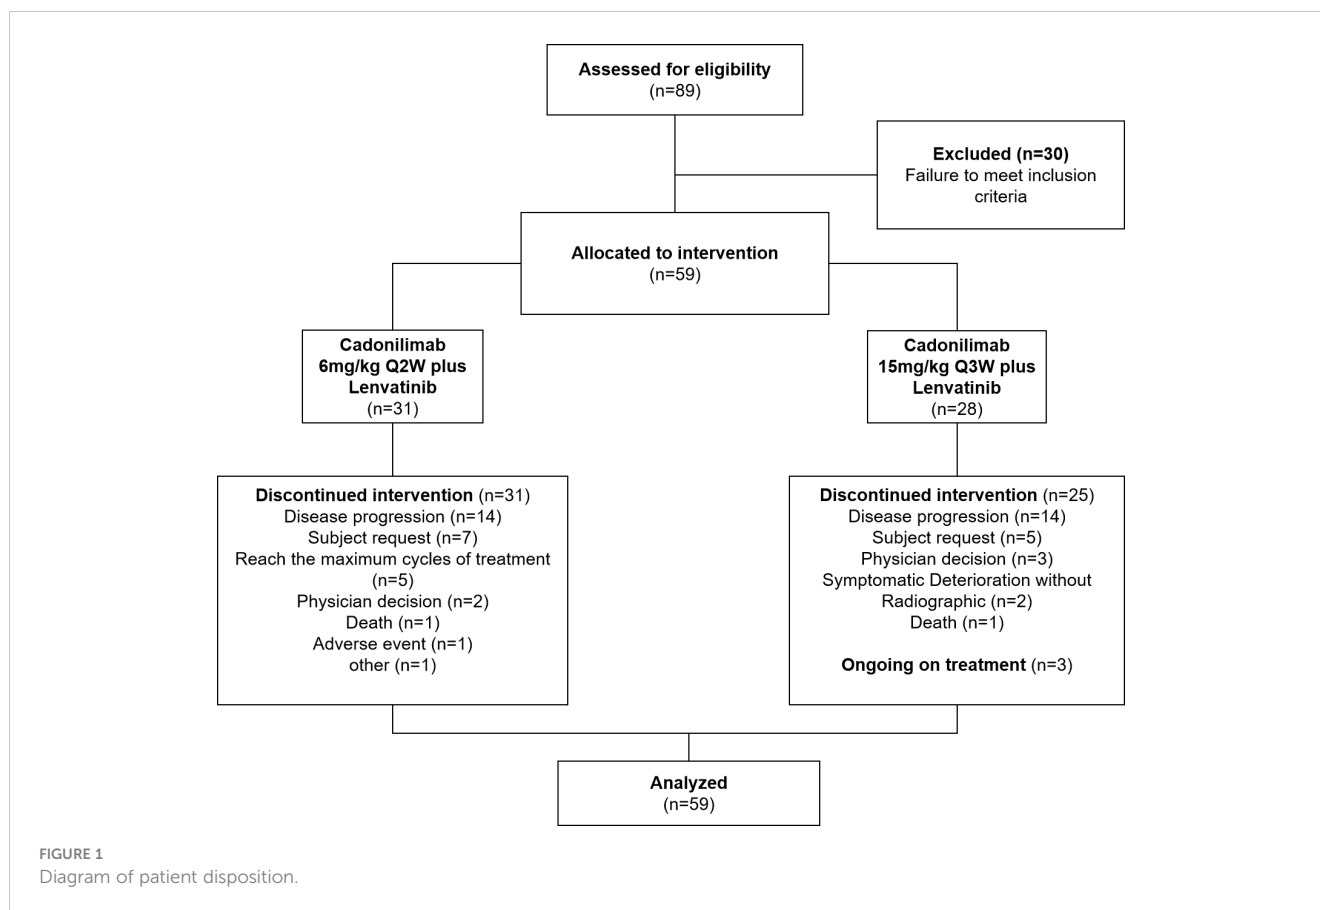 Assessed for eligibility
(n=89)
Excluded (n=30)
Failure to meet inclusion
criteria
Allocated to intervention
(n=59)
Cadonilimab
6mg/kg Q2W plus
Lenvatinib
(n=31)
Cadonilimab
15mg/kg Q3W plus
Lenvatinib
(n=28)
Discontinued intervention (n=31)
Disease progression (n=14)
Subject request (n=7)
Reach the maximum cycles of treatment
(n=5)
Physician decision (n=2)
Death (n=1)
Adverse event (n=1)
other (n=1)
Discontinued intervention (n=25)
Disease progression (n=14)
Subject request (n=5)
Physician decision (n=3)
Symptomatic Deterioration without
Radiographic (n=2)
Death (n=1)
Ongoing on treatment (n=3)
Analyzed
(n=59)
FIGURE 1
Diagram of patient disposition.